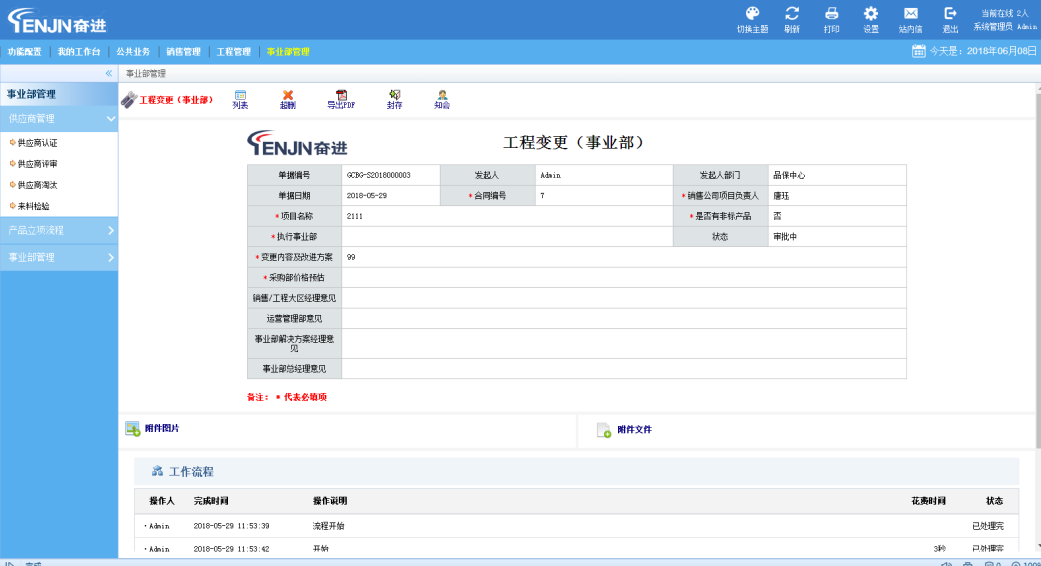 ENJIN奋进
切换主题 刷新 打印 设置 站内信 退出
当前在线 2人
系统管理员 Admin
功能配置 我的工作台 公共业务 销售管理 工程管理 事业部管理
今天是：2018年06月08日
« 事业部管理
事业部管理
供应商管理
供应商认证
供应商评审
供应商淘汰
来料检验
产品立项流程
事业部管理
工程变更（事业部） 列表 超删 导出PDF 封存 知会
ENJIN奋进 工程变更（事业部）
单据编号 GCBG-S2018000003 发起人 Admin 发起人部门 品保中心
单据日期 2018-05-29 *合同编号 7 *销售公司项目负责人 唐珏
*项目名称 2111 *是否有非标产品 否
*执行事业部 状态 审批中
*变更内容及改进方案 99
*采购部价格预估
销售/工程大区经理意见
运营管理部意见
事业部解决方案经理意
见
事业部总经理意见
备注：* 代表必填项
附件图片 附件文件
工作流程
操作人 完成时间 操作说明 花费时间 状态
·Admin 2018-05-29 11:53:39 流程开始 已处理完
·Admin 2018-05-29 11:53:42 开始 3秒 已处理完
完成 0 100%